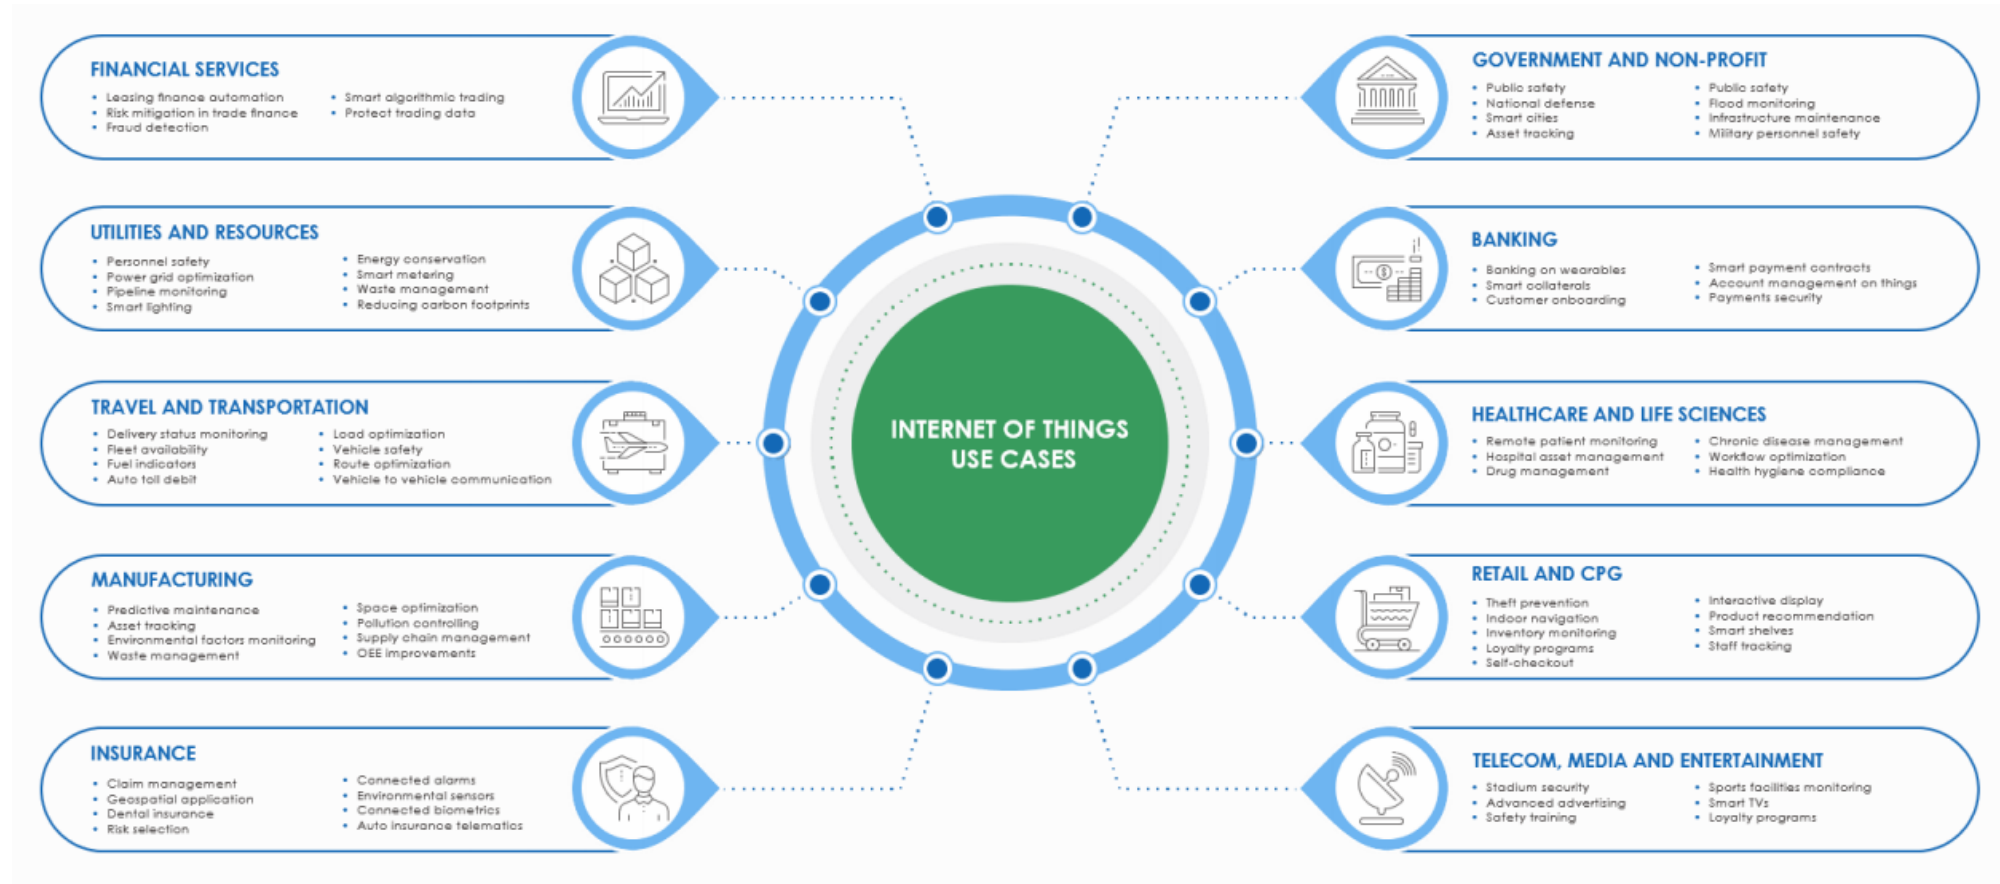 FINANCIAL SERVICES
Leasing finance automation
Risk mitigation in trade finance
Fraud detection
Smart algorithmic trading
Protect trading data
UTILITIES AND RESOURCES
Personnel safety
Power grid optimization
Pipeline monitoring
Smart lighting
Energy conservation
Smart metering
Waste management
Reducing carbon footprints
TRAVEL AND TRANSPORTATION
Delivery status monitoring
Fleet availability
Fuel indicators
Auto toll debit
Load optimization
Vehicle safety
Route optimization
Vehicle to vehicle communication
MANUFACTURING
Predictive maintenance
Asset tracking
Environmental factors monitoring
Waste management
Space optimization
Pollution controlling
Supply chain management
OEE improvements
INSURANCE
Claim management
Geospatial application
Dental insurance
Risk selection
Connected alarms
Environmental sensors
Connected biometrics
Auto insurance telematics
INTERNET OF THINGS
USE CASES
GOVERNMENT AND NON-PROFIT
Public safety
National defense
Smart cities
Asset tracking
Public safety
Flood monitoring
Infrastructure maintenance
Military personnel safety
BANKING
Banking on wearables
Smart collaterals
Customer onboarding
Smart payment contracts
Account management on things
Payments security
HEALTHCARE AND LIFE SCIENCES
Remote patient monitoring
Hospital asset management
Drug management
Chronic disease management
Workflow optimization
Health hygiene compliance
RETAIL AND CPG
Theft prevention
Indoor navigation
Inventory monitoring
Loyalty programs
Self-checkout
Interactive display
Product recommendation
Smart shelves
Staff tracking
TELECOM, MEDIA AND ENTERTAINMENT
Stadium security
Advanced advertising
Safety training
Sports facilities monitoring
Smart TVs
Loyalty programs